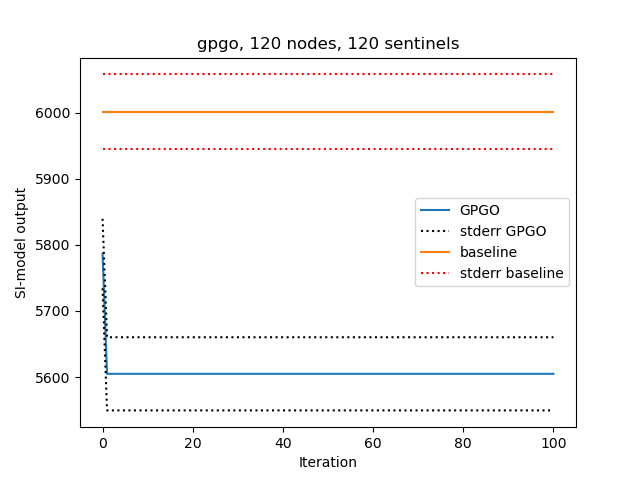 gpgo, 120 nodes, 120 sentinels
6000
5900
5800
5700
5600
SI-model output
GPGO
stderr GPGO
baseline
stderr baseline
0 20 40 60 80 100
Iteration